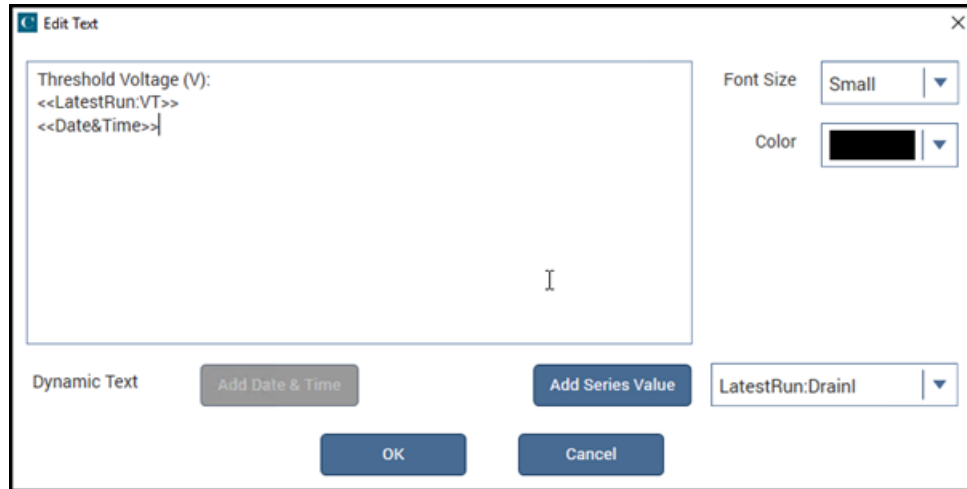 C Edit Text
Threshold Voltage (V):
<<LatestRun:VT>>
<<Date&Time>>
Font Size
Small
Color
Dynamic Text
Add Date & Time
Add Series Value
LatestRun:DrainI
OK
Cancel